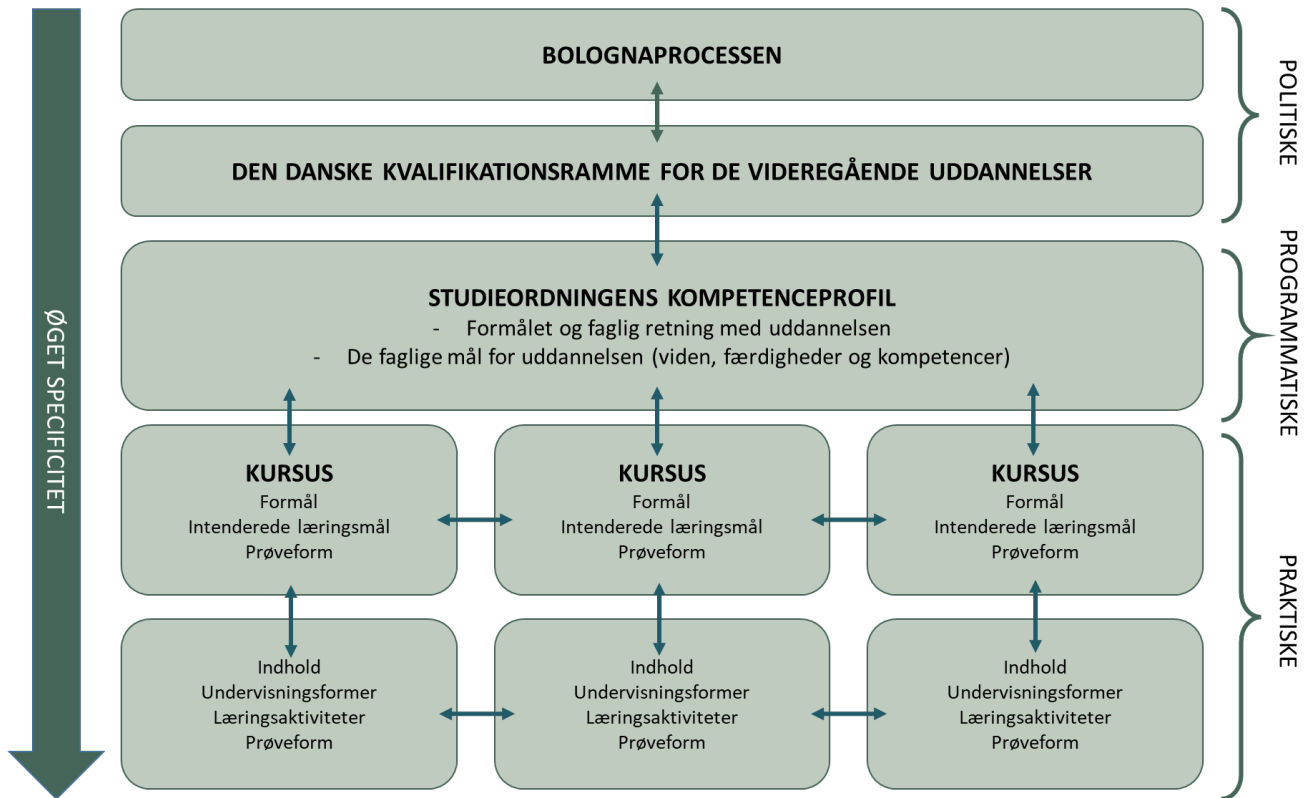 BOLOGNAPROCESSEN
POLITISKE
DEN DANSKE KVALIFIKATIONSRAMME FOR DE VIDEREGÅENDE UDDANNELSER
ØGET SPECIFICITET
STUDIEORDNINGENS KOMPETENCEPROFIL
- Formålet og faglig retning med uddannelsen
- De faglige mål for uddannelsen (viden, færdigheder og kompetencer)
PROGRAMMATISKE
KURSUS
Formål
Intenderede læringsmål
Prøveform
KURSUS
Formål
Intenderede læringsmål
Prøveform
KURSUS
Formål
Intenderede læringsmål
Prøveform
PRAKTISKE
Indhold
Undervisningsformer
Læringsaktiviteter
Prøveform
Indhold
Undervisningsformer
Læringsaktiviteter
Prøveform
Indhold
Undervisningsformer
Læringsaktiviteter
Prøveform